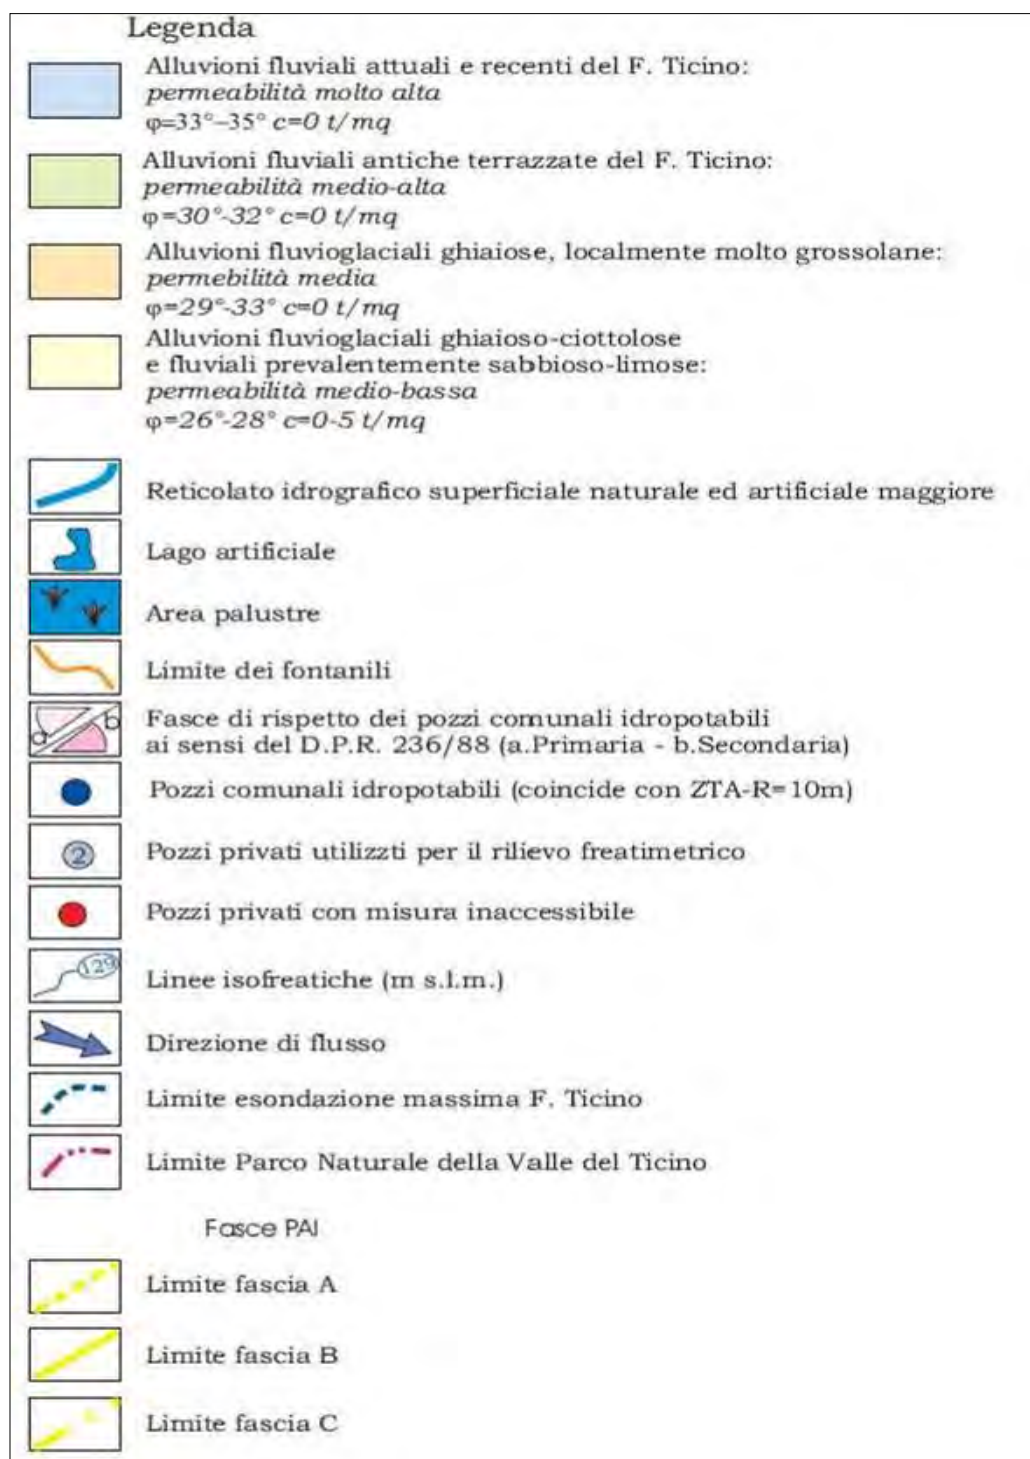 Legenda
Alluvioni fluviali attuali e recenti del F. Ticino:
permeabilità molto alta
φ=33°–35° c=0 t/mq
Alluvioni fluviali antiche terrazzate del F. Ticino:
permeabilità medio-alta
φ=30°-32° c=0 t/mq
Alluvioni fluvioglaciali ghiaiose, localmente molto grossolane:
permebilità media
φ=29°-33° c=0 t/mq
Alluvioni fluvioglaciali ghiaioso-ciottolose
e fluviali prevalentemente sabbioso-limose:
permeabilità medio-bassa
φ=26°-28° c=0-5 t/mq
Reticolato idrografico superficiale naturale ed artificiale maggiore
Lago artificiale
Area palustre
Limite dei fontanili
a b
Fasce di rispetto dei pozzi comunali idropotabili
ai sensi del D.P.R. 236/88 (a.Primaria - b.Secondaria)
Pozzi comunali idropotabili (coincide con ZTA-R=10m)
2 Pozzi privati utilizzti per il rilievo freatimetrico
Pozzi privati con misura inaccessibile
129 Linee isofreatiche (m s.l.m.)
Direzione di flusso
Limite esondazione massima F. Ticino
Limite Parco Naturale della Valle del Ticino
Fasce PAI
Limite fascia A
Limite fascia B
Limite fascia C